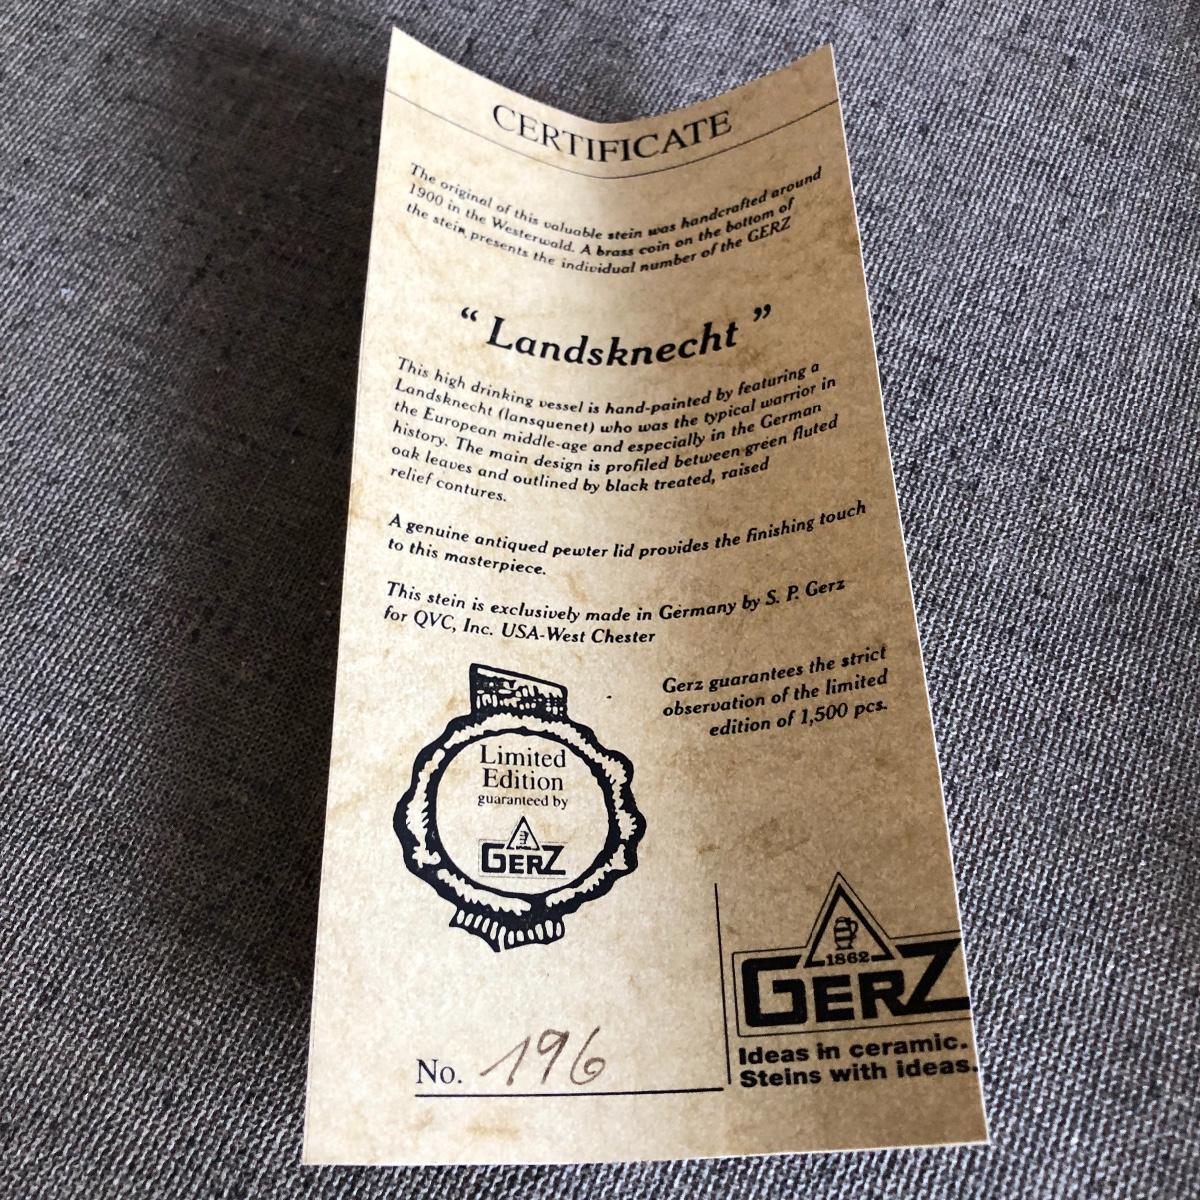 CERTIFICATE
The original of this valuable stein was handcrafted around
1900 in the Westerwald. A brass coin on the bottom of
the stein presents the individual number of the GERZ
“ Landsknecht ”
This high drinking vessel is hand-painted by featuring a
Landsknecht (lansquenet) who was the typical warrior in
the European middle-age and especially in the German
history. The main design is profiled between green fluted
oak leaves and outlined by black treated, raised
relief contures.
A genuine antiqued pewter lid provides the finishing touch
to this masterpiece.
This stein is exclusively made in Germany by S. P. Gerz
for QVC, Inc. USA-West Chester
Gerz guarantees the strict
observation of the limited
edition of 1,500 pcs.
Limited
Edition
guaranteed by
GERZ
1862
GERZ
Ideas in ceramic.
Steins with ideas.
No. 196